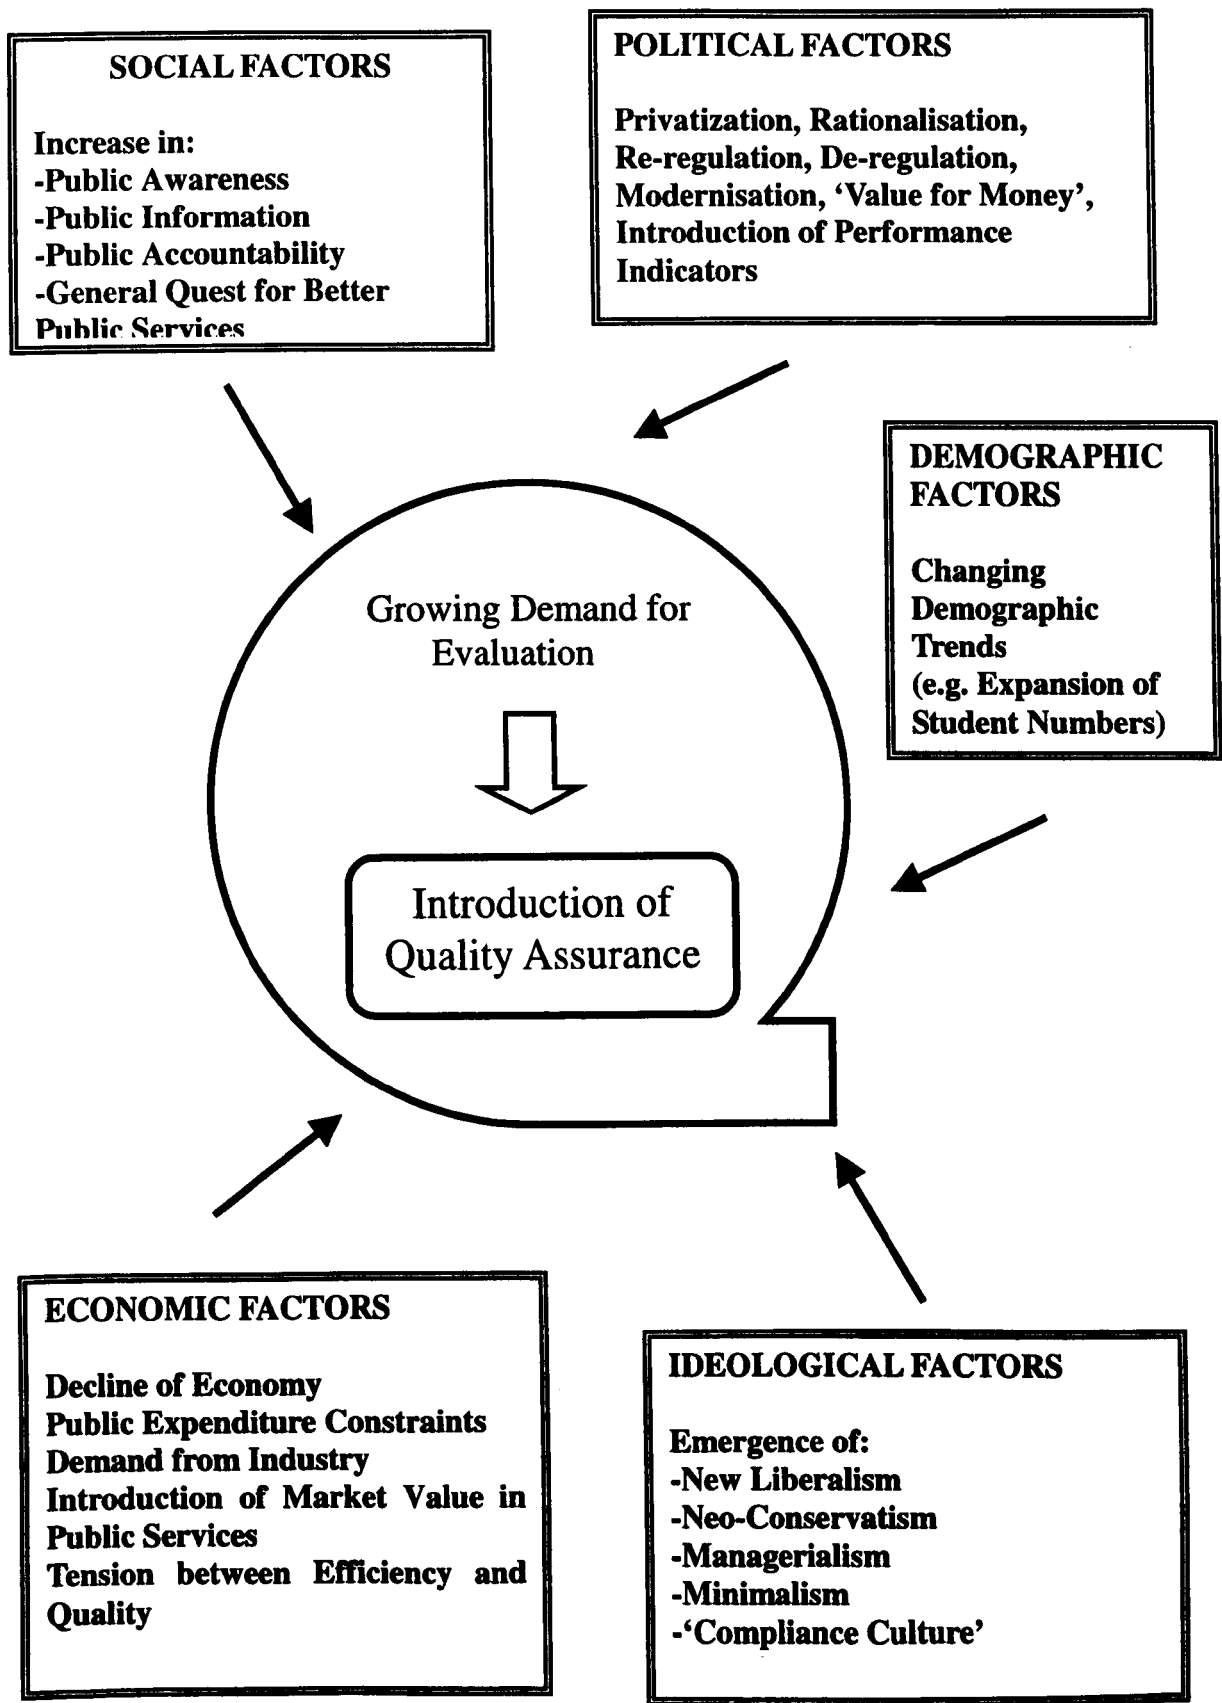 SOCIAL FACTORS
Increase in:
-Public Awareness
-Public Information
-Public Accountability
-General Quest for Better
Public Services
POLITICAL FACTORS
Privatization, Rationalisation,
Re-regulation, De-regulation,
Modernisation, ‘Value for Money’,
Introduction of Performance
Indicators
DEMOGRAPHIC
FACTORS
Changing
Demographic
Trends
(e.g. Expansion of
Student Numbers)
Growing Demand for
Evaluation
Introduction of
Quality Assurance
ECONOMIC FACTORS
Decline of Economy
Public Expenditure Constraints
Demand from Industry
Introduction of Market Value in
Public Services
Tension between Efficiency and
Quality
IDEOLOGICAL FACTORS
Emergence of:
-New Liberalism
-Neo-Conservatism
-Managerialism
-Minimalism
-‘Compliance Culture’